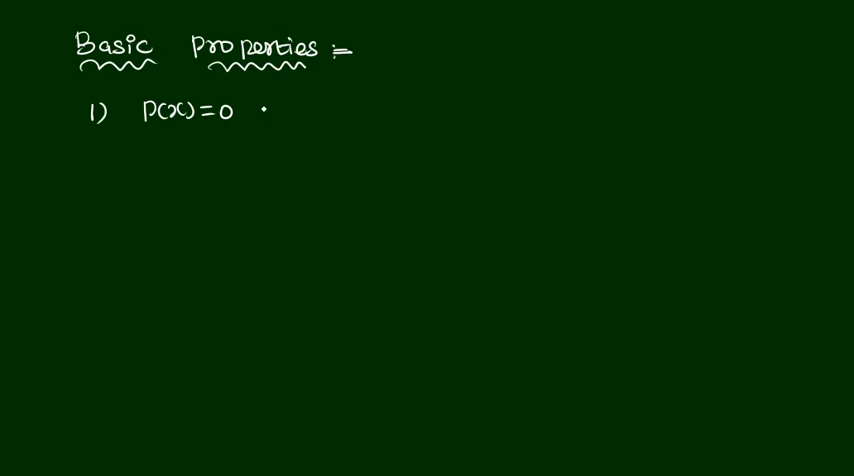 Basic Properties :-
1) P(x) = 0